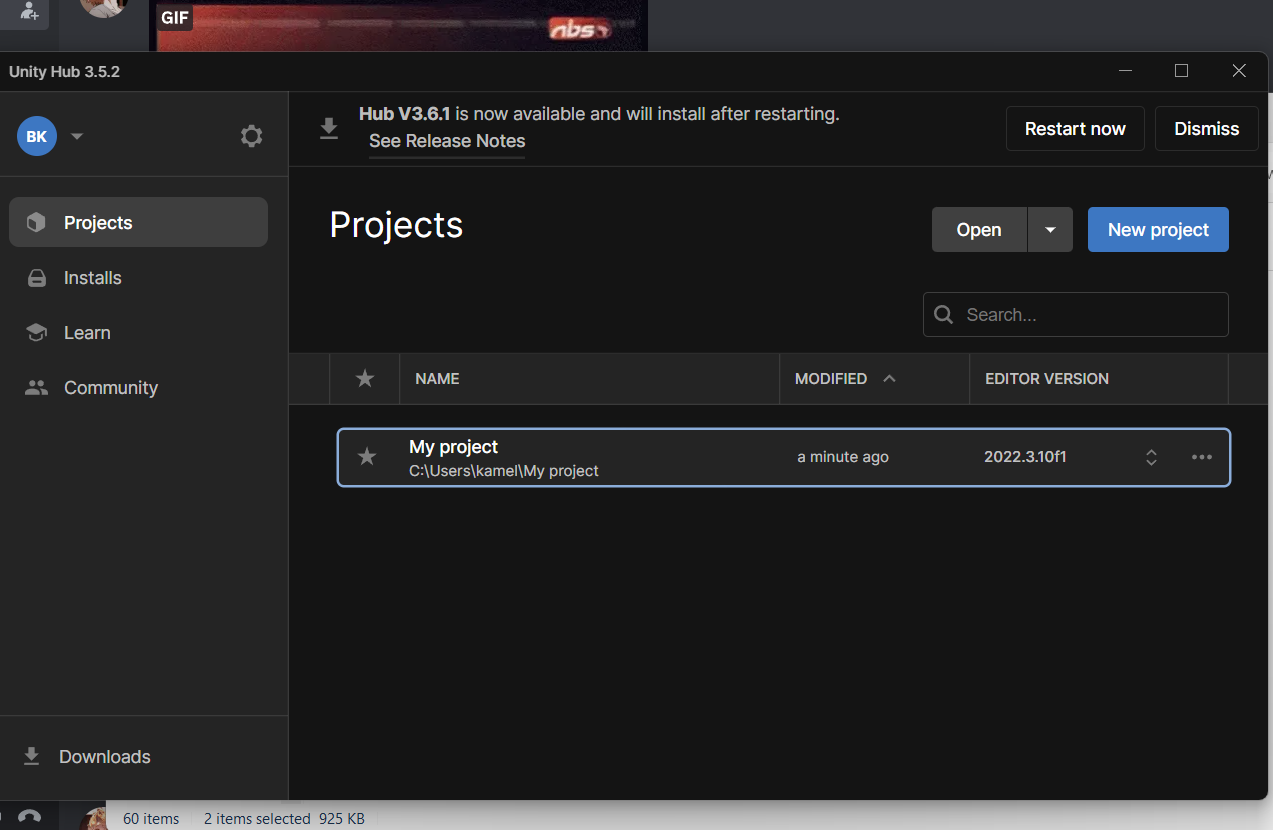 GIF
nbs
Unity Hub 3.5.2
BK
Hub V3.6.1 is now available and will install after restarting.
See Release Notes
Restart now
Dismiss
Projects
Installs
Learn
Community
Downloads
Projects
Open
New project
Search...
NAME
MODIFIED
EDITOR VERSION
My project
C:\Users\kamel\My project
a minute ago
2022.3.10f1
60 items
2 items selected 925 KB